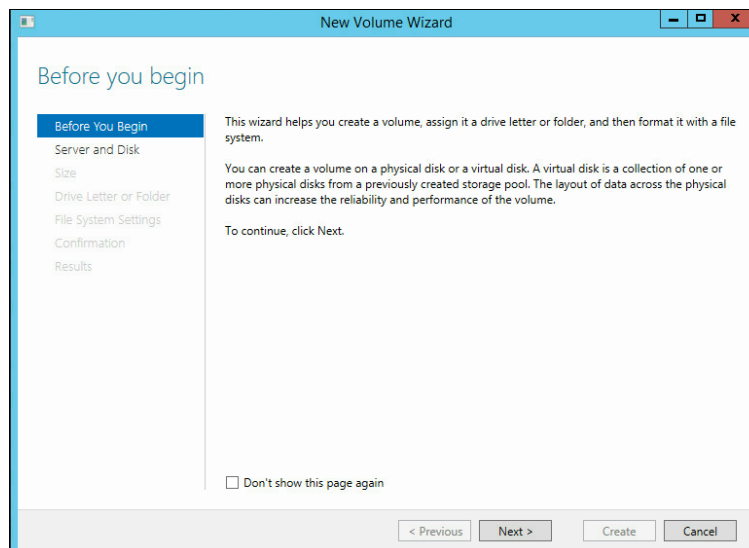 New Volume Wizard
Before you begin
Before You Begin
Server and Disk
Size
Drive Letter or Folder
File System Settings
Confirmation
Results
This wizard helps you create a volume, assign it a drive letter or folder, and then format it with a file
system.
You can create a volume on a physical disk or a virtual disk. A virtual disk is a collection of one or
more physical disks from a previously created storage pool. The layout of data across the physical
disks can increase the reliability and performance of the volume.
To continue, click Next.
Don't show this page again
< Previous
Next >
Create
Cancel